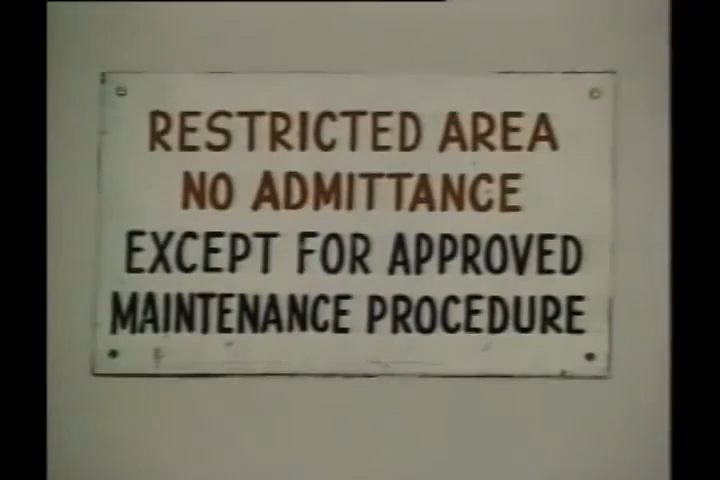 RESTRICTED AREA
NO ADMITTANCE
EXCEPT FOR APPROVED
MAINTENANCE PROCEDURE